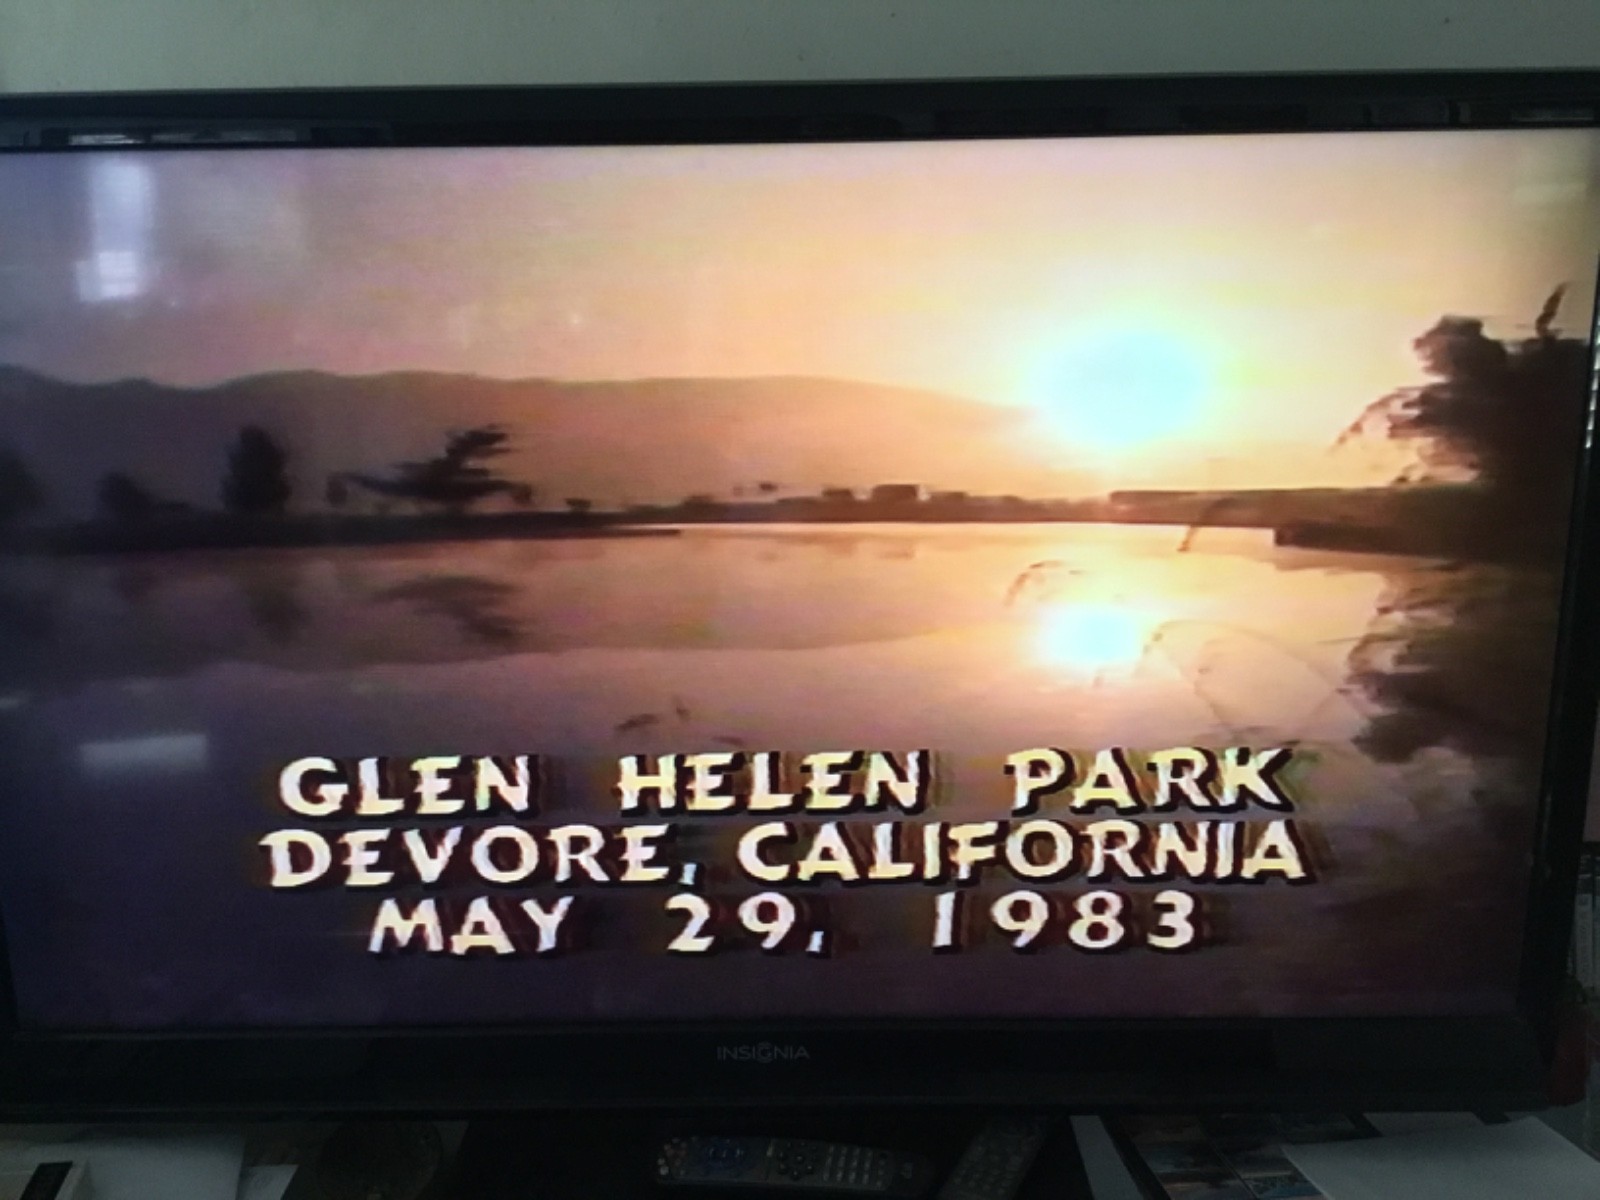 GLEN HELEN PARK
DEVORE, CALIFORNIA
MAY 29, 1983
INSIGNIA